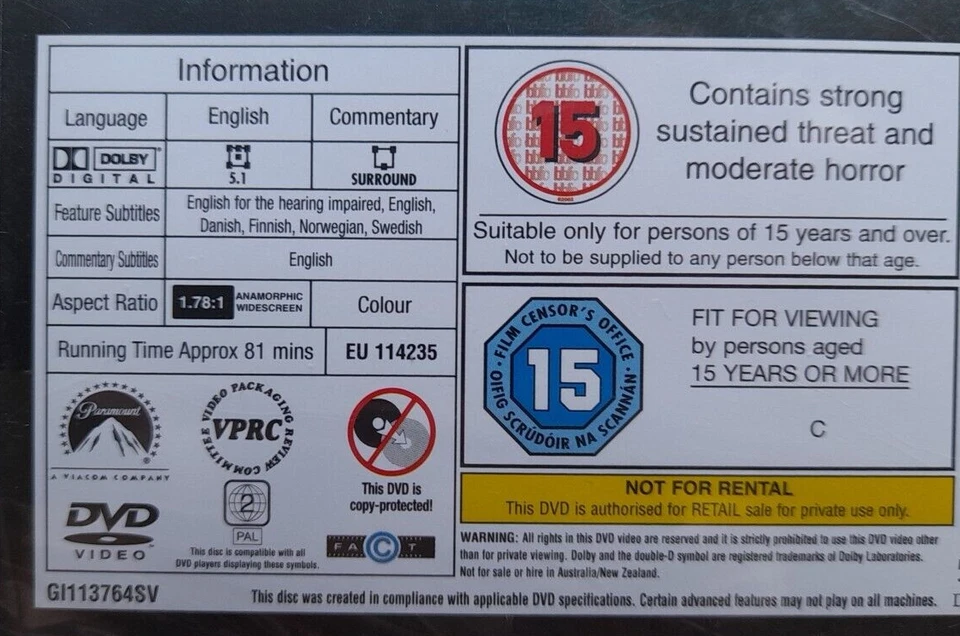 Information
Language
English
Commentary
DOLBY
DIGITAL
5.1
SURROUND
Feature Subtitles
English for the hearing impaired, English,
Danish, Finnish, Norwegian, Swedish
Commentary Subtitles
English
Aspect Ratio
1.78:1
ANAMORPHIC
WIDESCREEN
Colour
Running Time Approx 81 mins
EU 114235
Paramount
A VIACOM COMPANY
VIDEO PACKAGING REVIEW COMMITTEE
VPRC
This DVD is
copy-protected!
DVD
VIDEO
2
PAL
This disc is compatible with all
DVD players displaying these symbols.
FACT.
GI113764SV
15
Contains strong
sustained threat and
moderate horror
Suitable only for persons of 15 years and over.
Not to be supplied to any person below that age.
· FILM CENSOR'S OFFICE ·
OIFIG SCRÚDÓIR NA SCANNÁN
15
FIT FOR VIEWING
by persons aged
15 YEARS OR MORE
C
NOT FOR RENTAL
This DVD is authorised for RETAIL sale for private use only.
WARNING: All rights in this DVD video are reserved and it is strictly prohibited to use this DVD video other
than for private viewing. Dolby and the double-D symbol are registered trademarks of Dolby Laboratories.
Not for sale or hire in Australia/New Zealand.
This disc was created in compliance with applicable DVD specifications. Certain advanced features may not play on all machines.